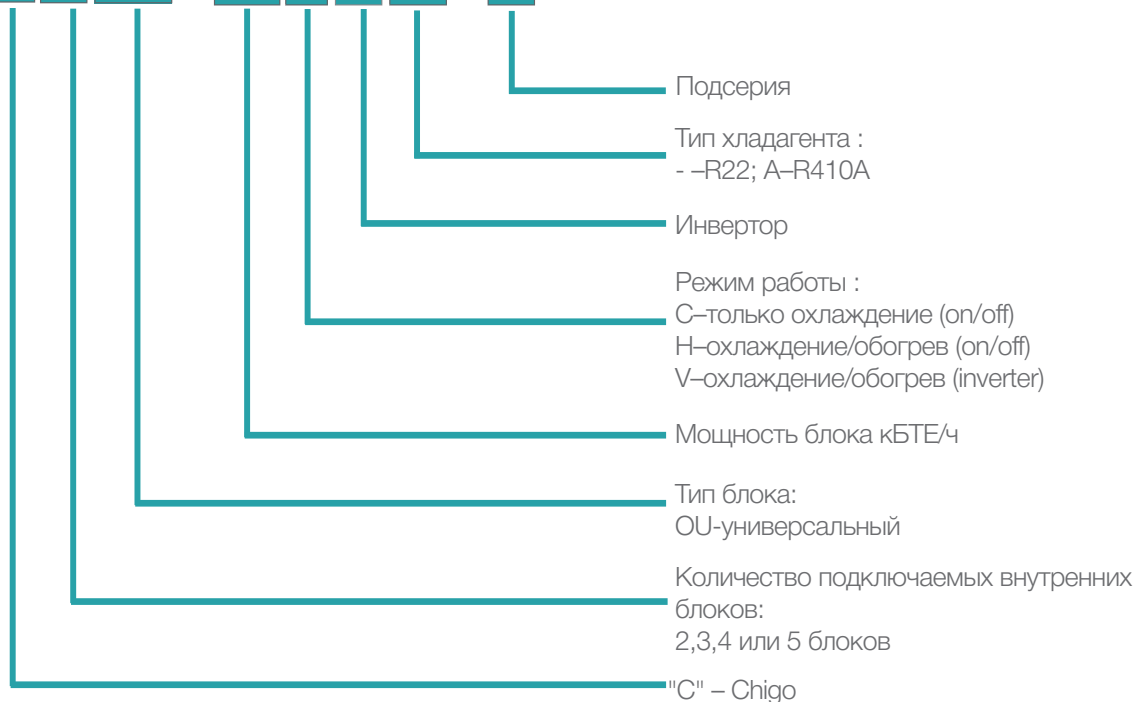 Подсерия
Тип хладагента :
- –R22; A–R410A
Инвертор
Режим работы :
С–только охлаждение (on/off)
Н–охлаждение/обогрев (on/off)
V–охлаждение/обогрев (inverter)
Мощность блока кБТЕ/ч
Тип блока:
OU-универсальный
Количество подключаемых внутренних
блоков:
2,3,4 или 5 блоков
"C" – Chigo